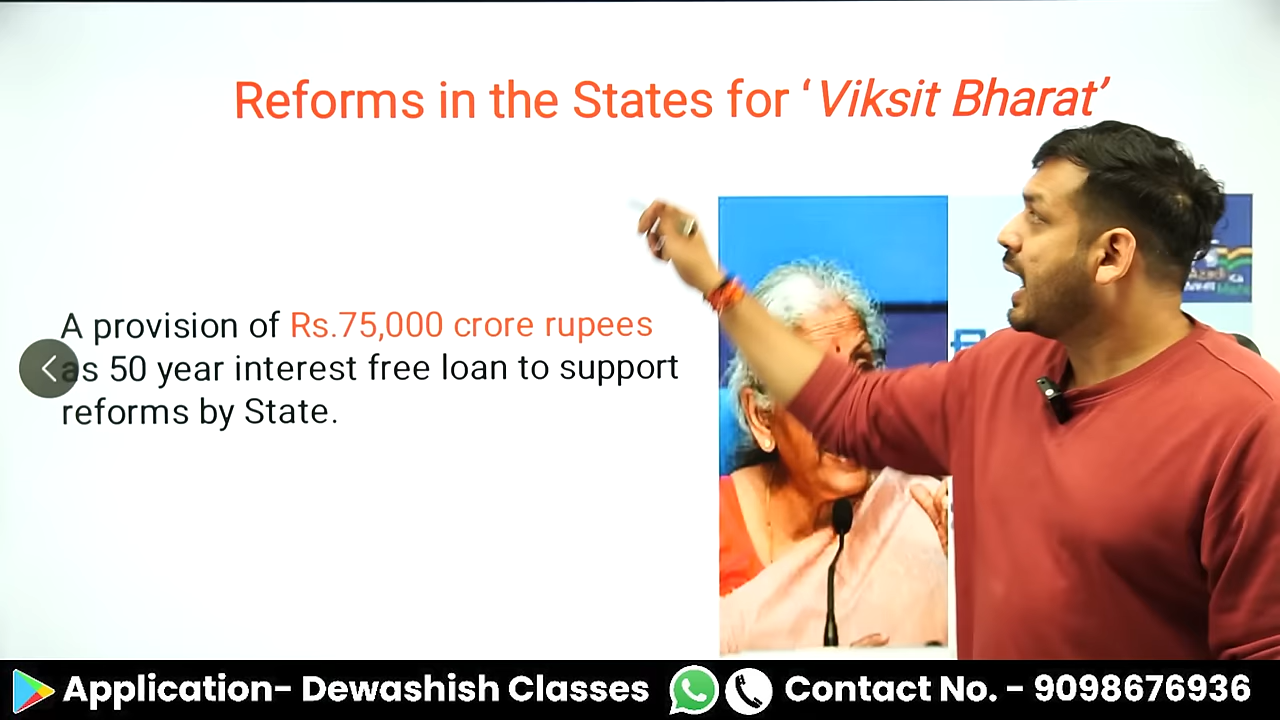 Reforms in the States for ‘Viksit Bharat’
A provision of Rs.75,000 crore rupees
as 50 year interest free loan to support
reforms by State.
Application- Dewashish Classes
Contact No. - 9098676936